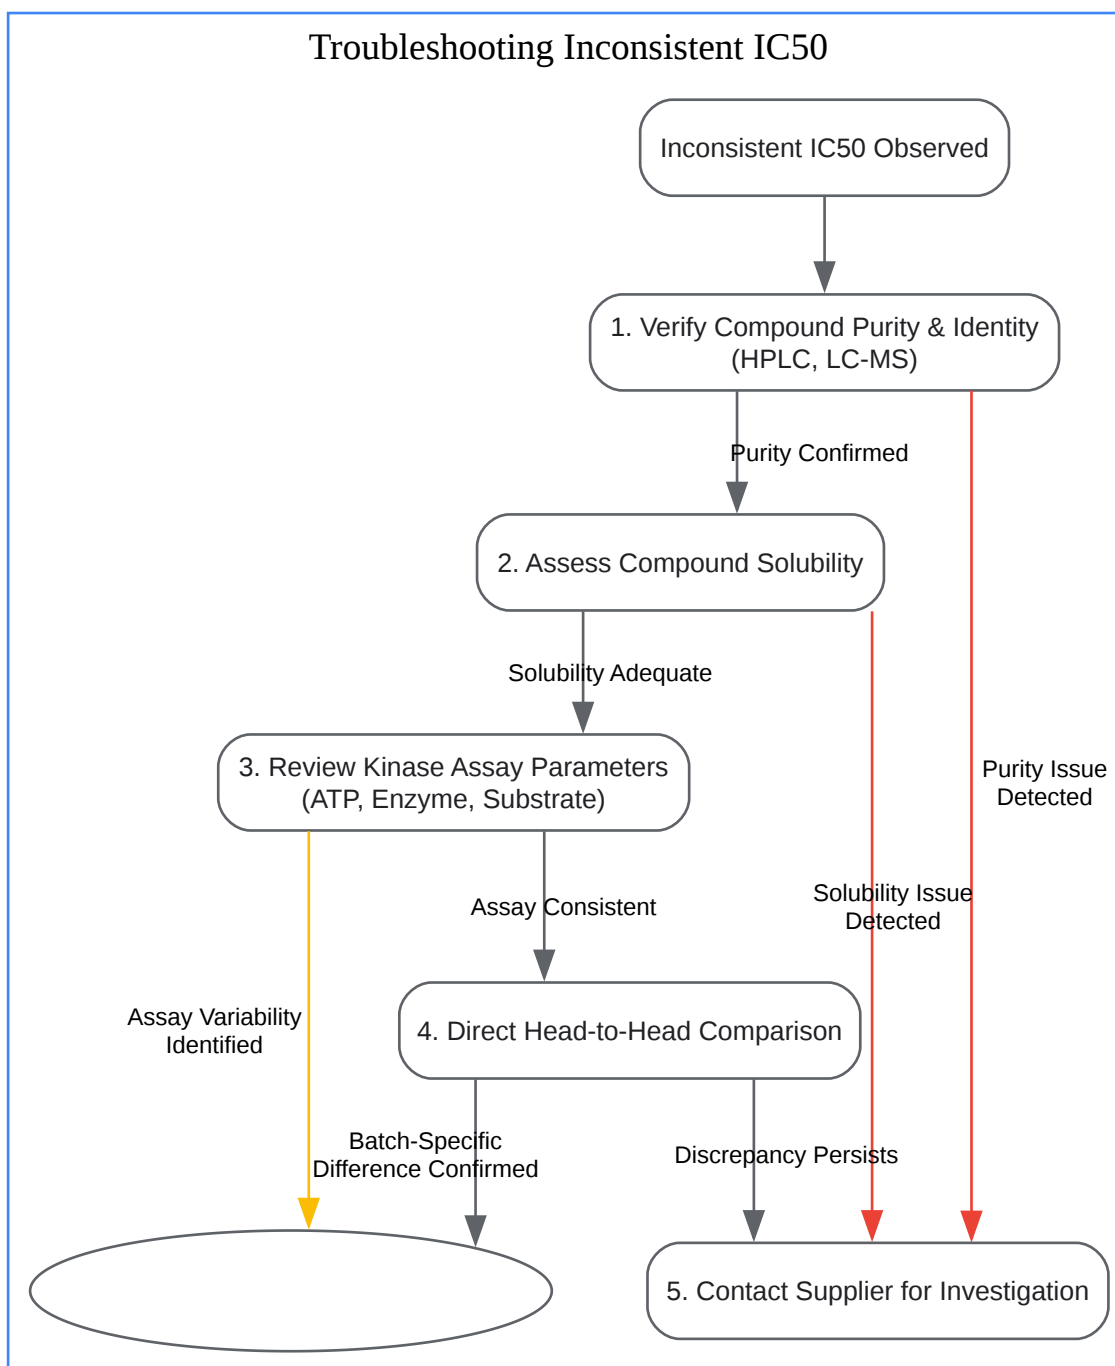 Troubleshooting Inconsistent IC50
Inconsistent IC50 Observed
1. Verify Compound Purity & Identity
(HPLC, LC-MS)
Purity Confirmed
2. Assess Compound Solubility
Solubility Adequate
3. Review Kinase Assay Parameters
(ATP, Enzyme, Substrate)
Purity Issue
Detected
Assay Consistent
Solubility Issue
Detected
Assay Variability
Identified
4. Direct Head-to-Head Comparison
Batch-Specific
Difference Confirmed
Discrepancy Persists
5. Contact Supplier for Investigation